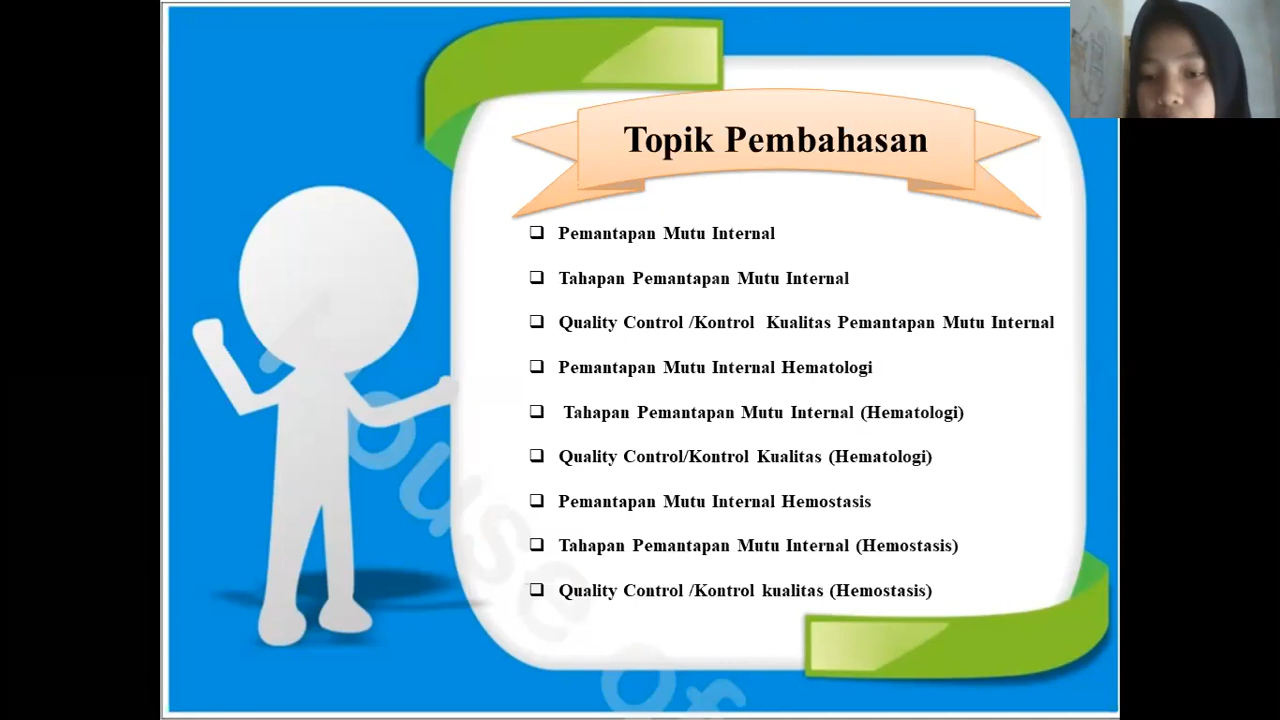 Topik Pembahasan
Pemantapan Mutu Internal
Tahapan Pemantapan Mutu Internal
Quality Control /Kontrol Kualitas Pemantapan Mutu Internal
Pemantapan Mutu Internal Hematologi
Tahapan Pemantapan Mutu Internal (Hematologi)
Quality Control/Kontrol Kualitas (Hematologi)
Pemantapan Mutu Internal Hemostasis
Tahapan Pemantapan Mutu Internal (Hemostasis)
Quality Control /Kontrol kualitas (Hemostasis)
ouse of